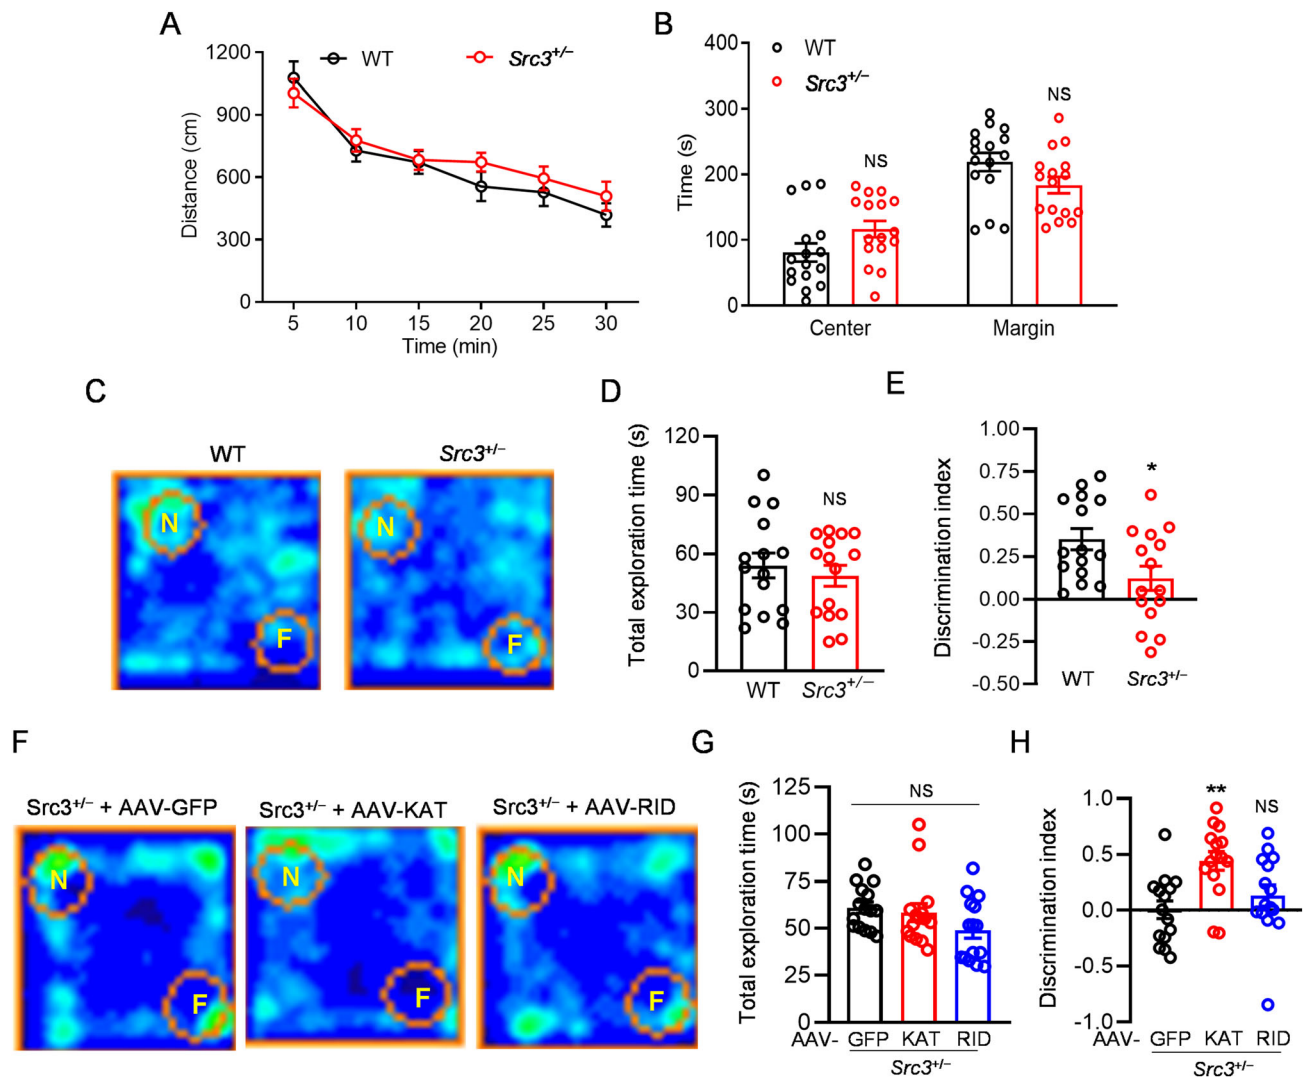 A
1200
900
600
300
0
Distance (cm)
WT
Src3+/–
5 10 15 20 25 30
Time (min)
B
400
300
200
100
0
Time (s)
WT
Src3+/–
NS
NS
Center Margin
C
WT
N
F
Src3+/–
N
F
D
120
90
60
30
0
Total exploration time (s)
NS
WT Src3+/–
E
1.00
0.75
0.50
0.25
0.00
-0.25
-0.50
Discrimination index
*
WT Src3+/–
F
Src3+/– + AAV-GFP
N
F
Src3+/– + AAV-KAT
N
F
Src3+/– + AAV-RID
N
F
G
125
100
75
50
25
0
Total exploration time (s)
NS
AAV- GFP KAT RID
Src3+/–
H
1.0
0.5
0.0
-0.5
-1.0
Discrimination index
**
NS
AAV- GFP KAT RID
Src3+/–